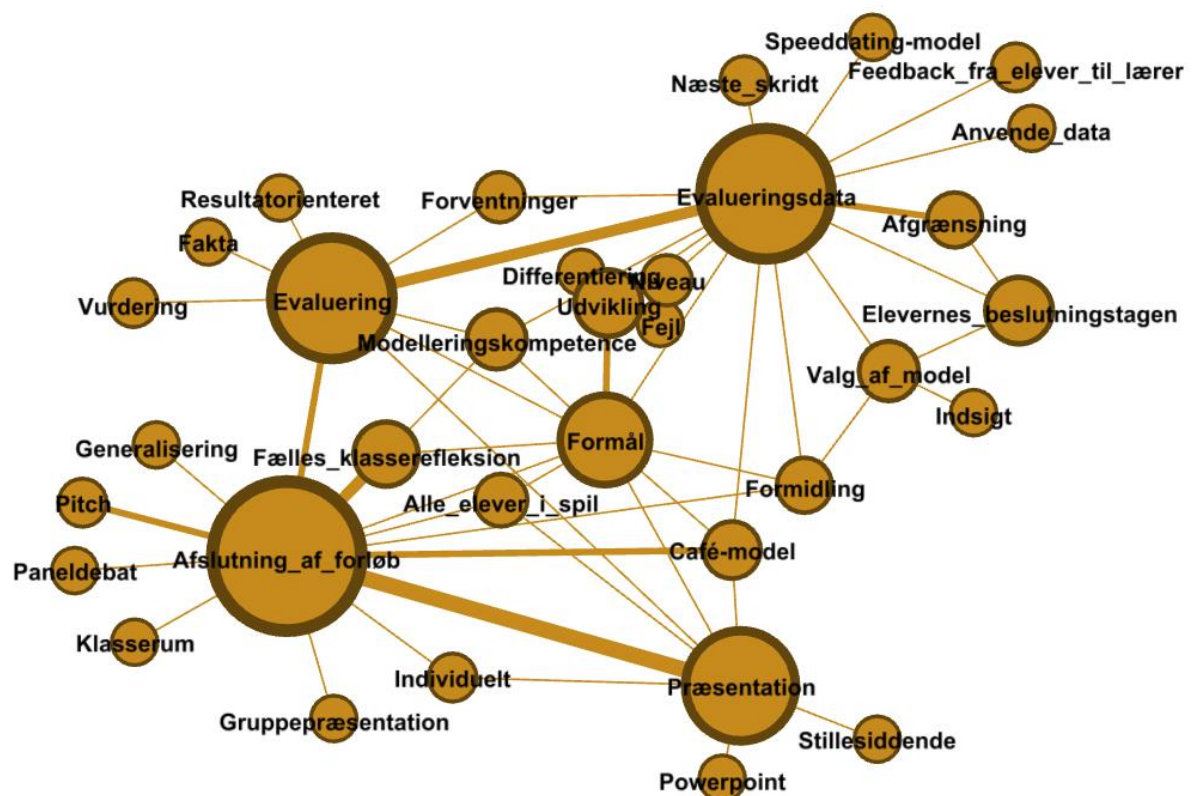 Speeddating-model
Feedback_fra_elever_til_lærer
Næste_skridt
Anvende_data
Resultatorienteret
Forventninger
Evalueringsdata
Afgrænsning
Fakta
Differentiering
Niveau
Evaluering
Vurdering
Udvikling
Elevernes_beslutningstagen
Fejl
Modelleringskompetence
Valg_af_model
Indsigt
Generalisering
Fælles_klasserefleksion
Formål
Formidling
Pitch
Alle_elever_i_spil
Café-model
Afslutning_af_forløb
Paneldebat
Klasserum
Individuelt
Præsentation
Gruppepræsentation
Stillesiddende
Powerpoint